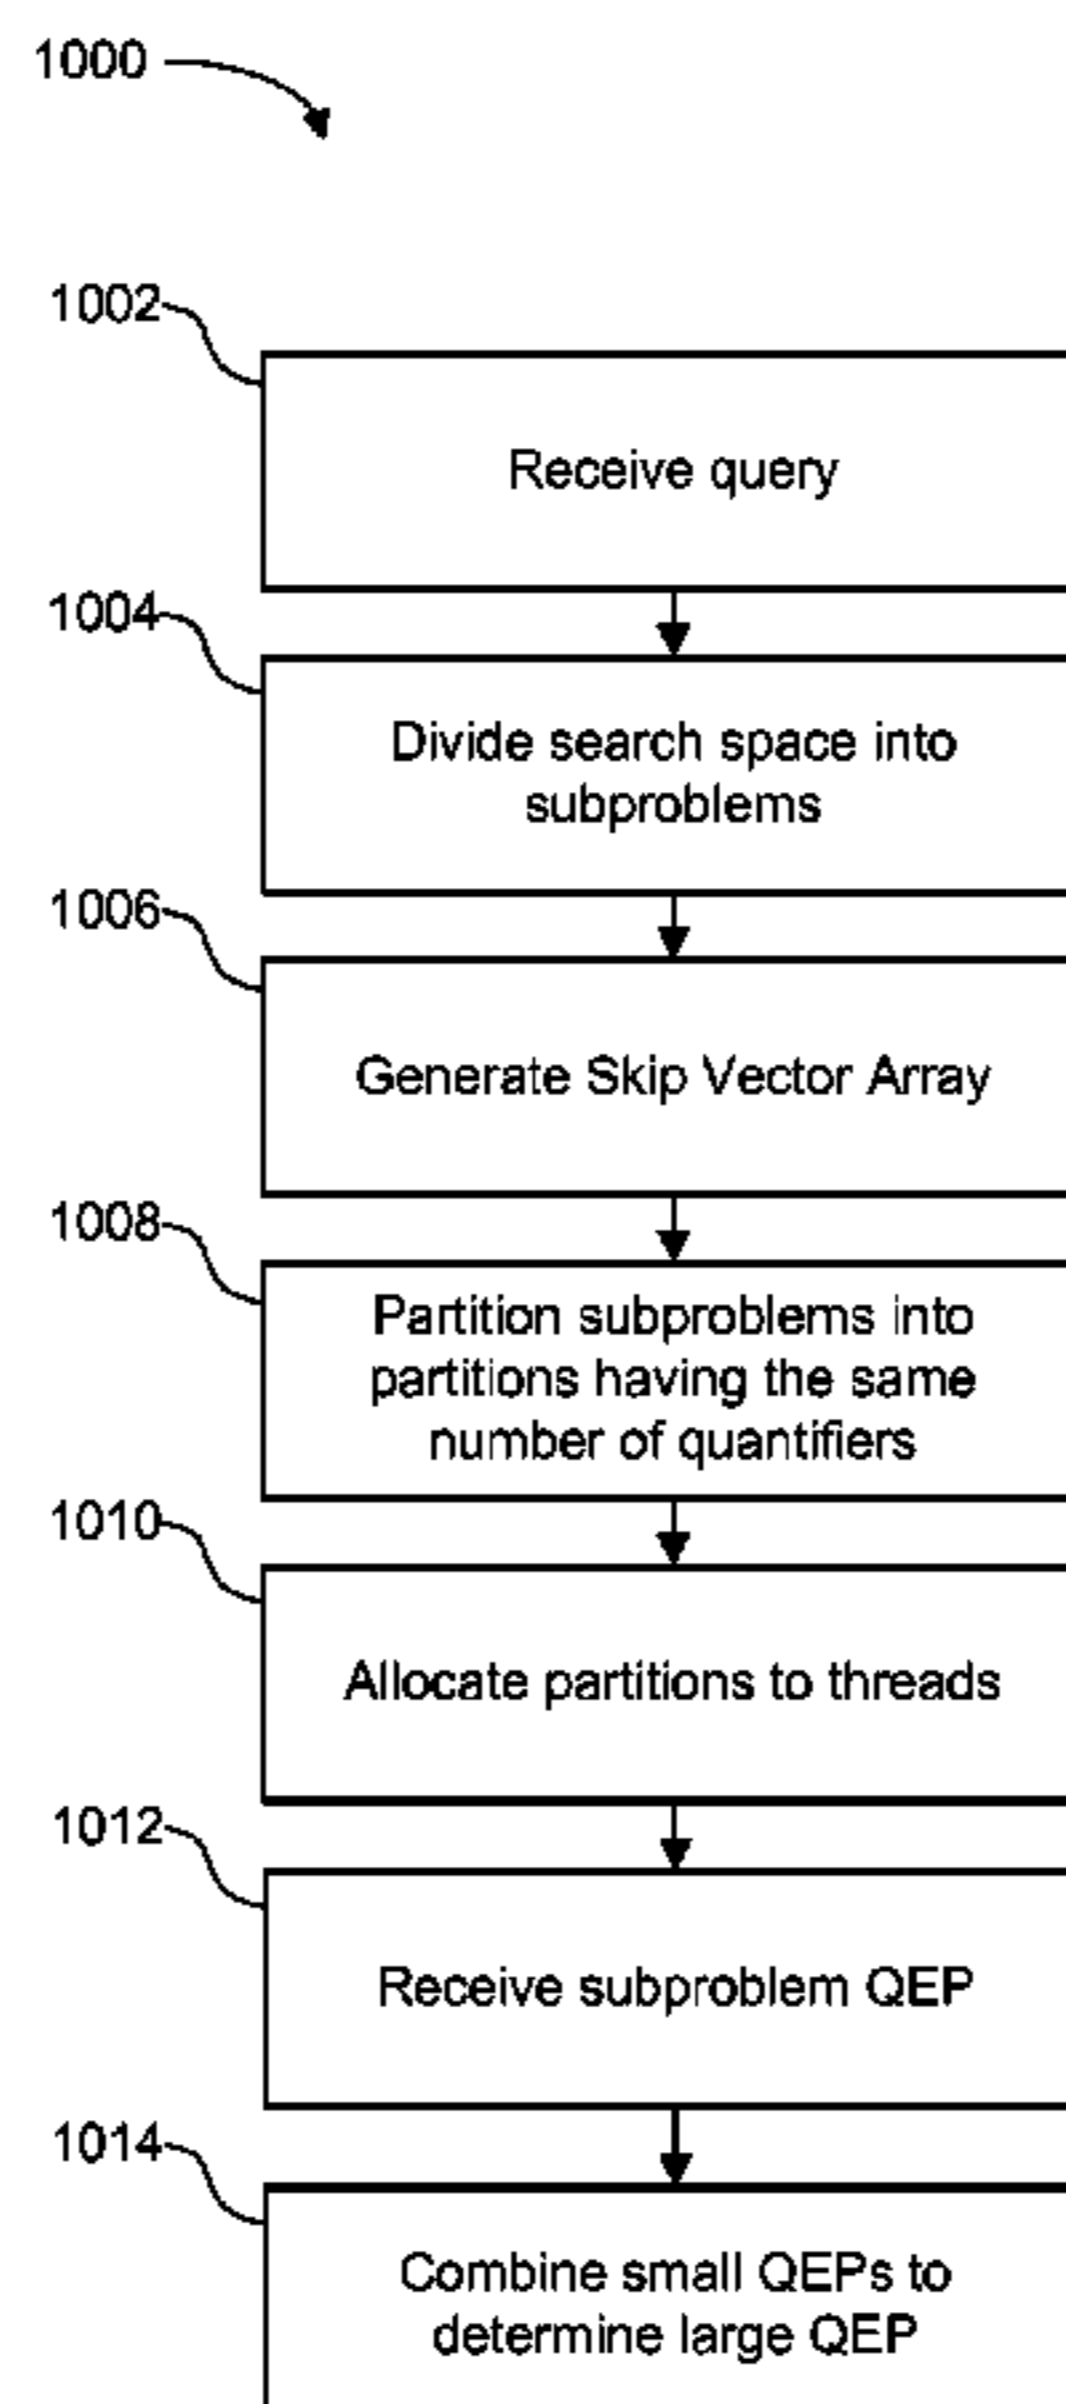 1000
1002
Receive query
1004
Divide search space into
subproblems
1006
Generate Skip Vector Array
1008
Partition subproblems into
partitions having the same
number of quantifiers
1010
Allocate partitions to threads
1012
Receive subproblem QEP
1014
Combine small QEPs to
determine large QEP